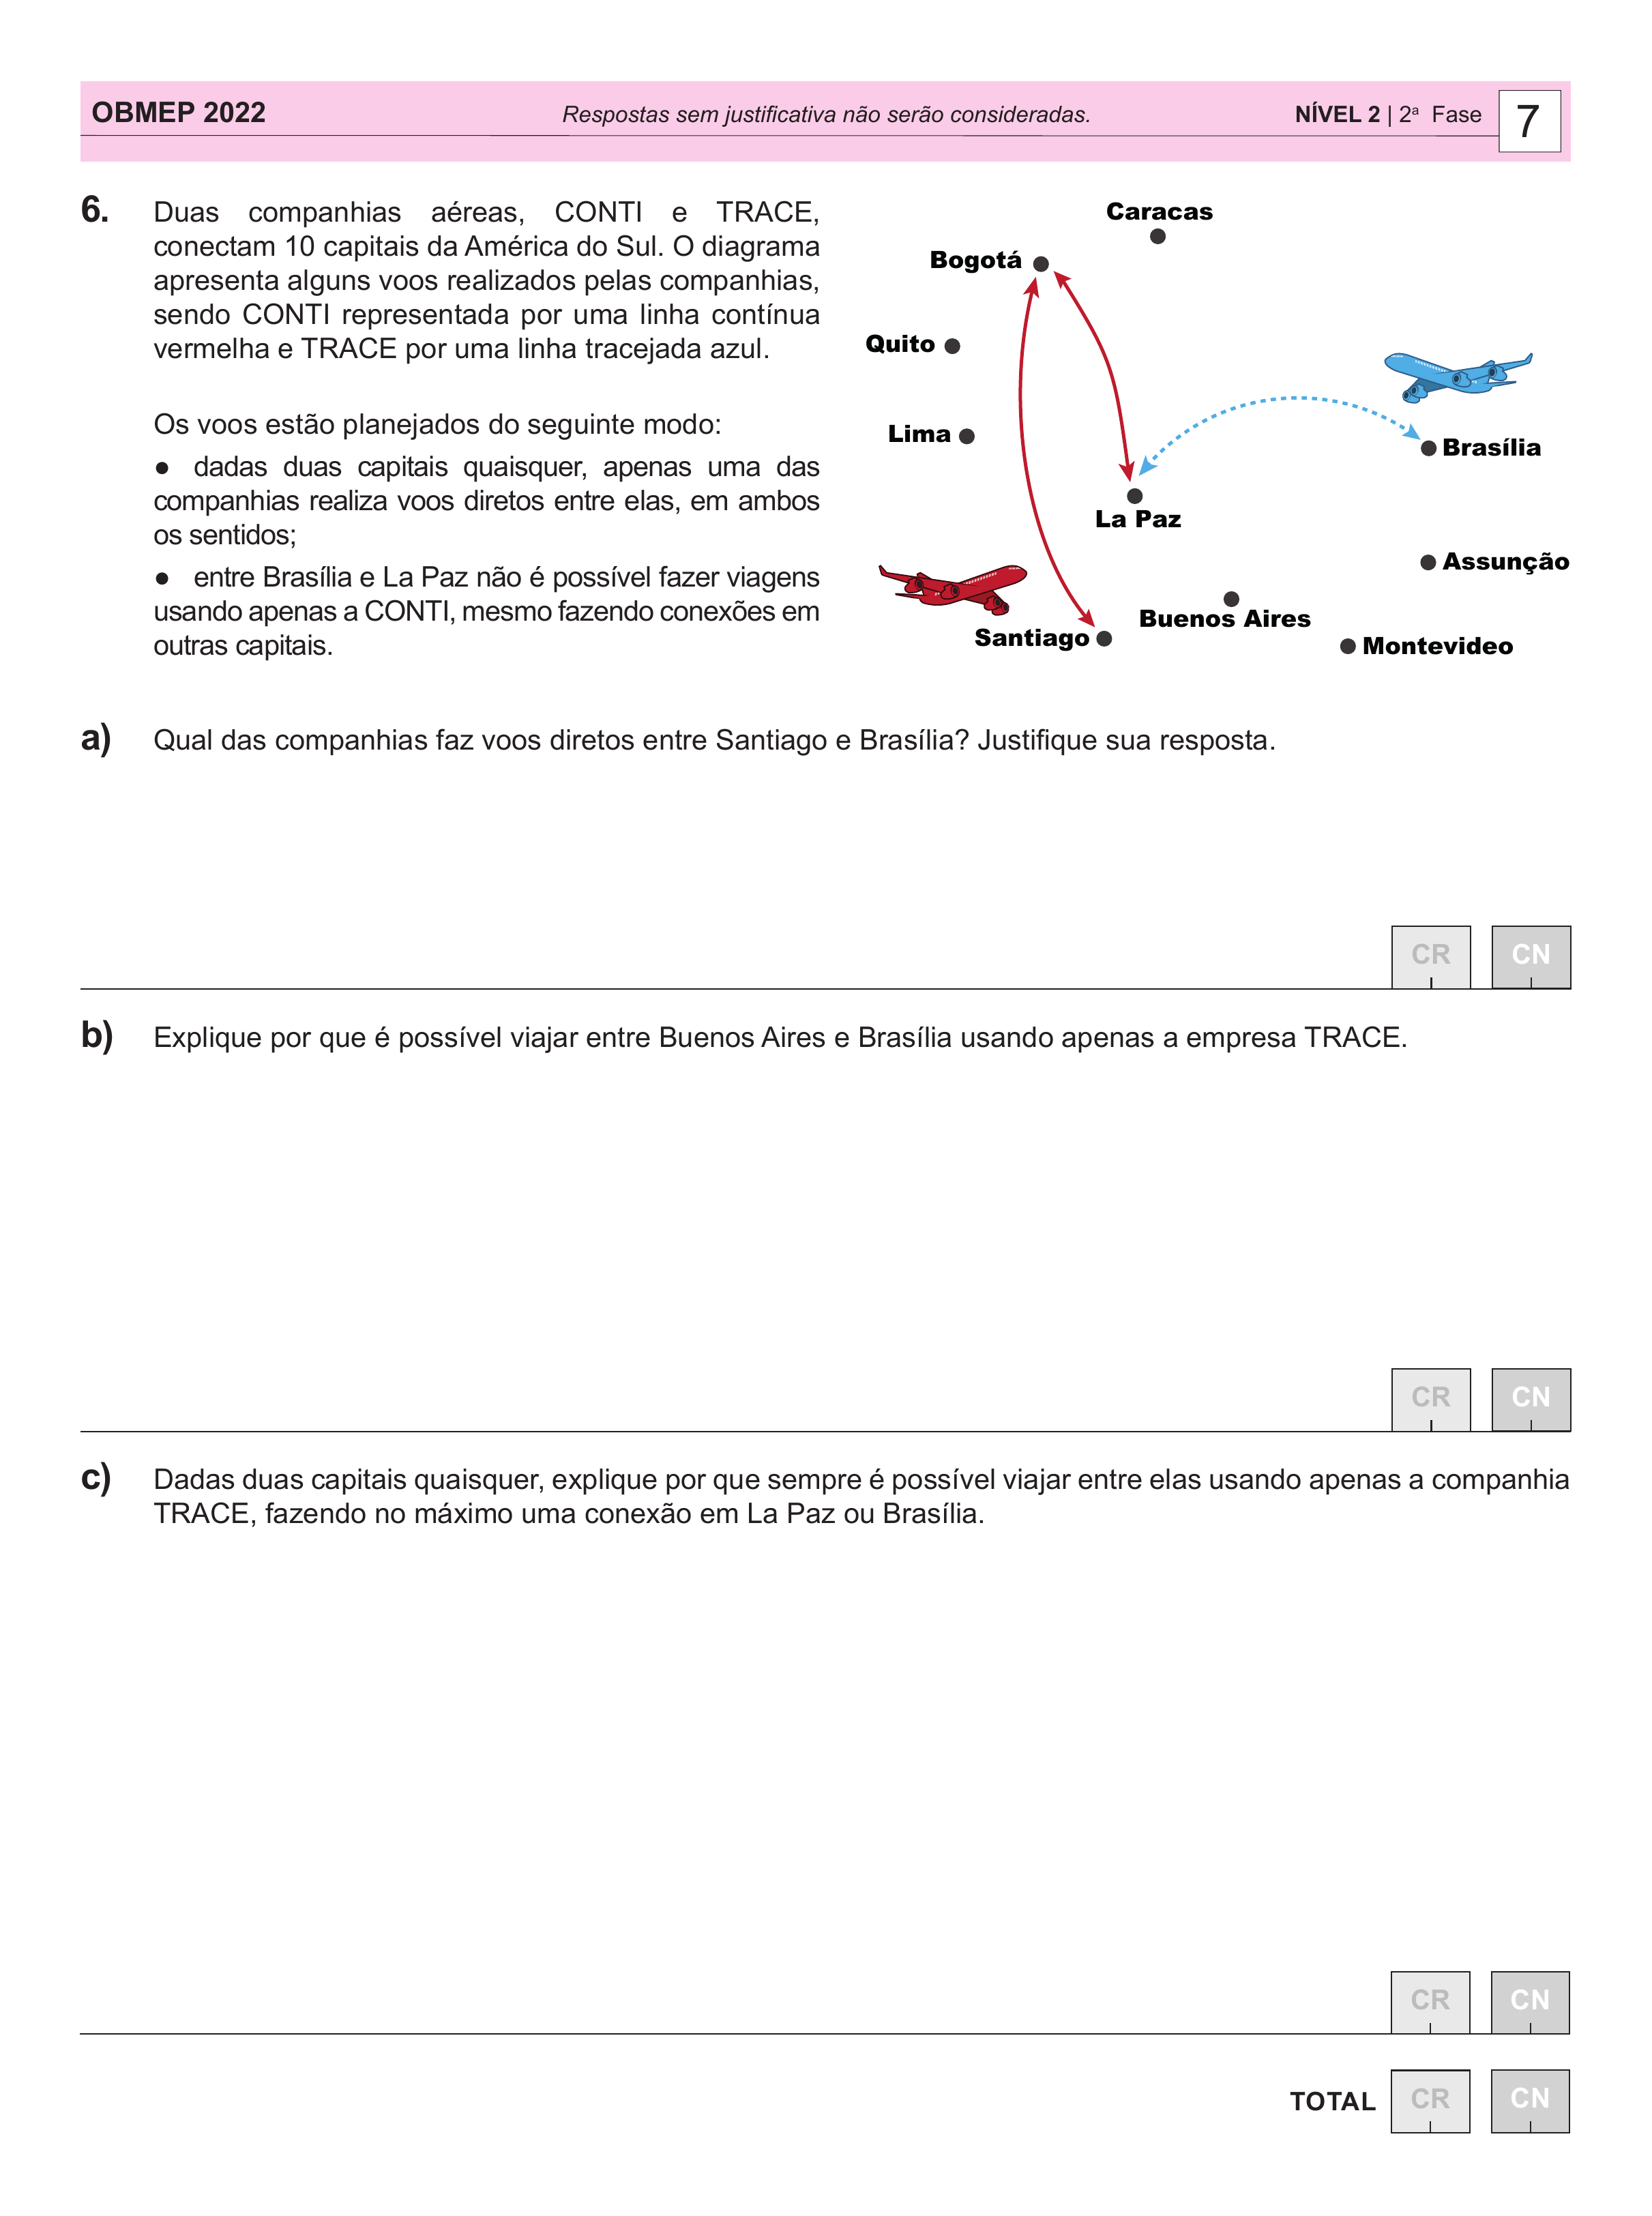 OBMEP 2022
Respostas sem justificativa não serão consideradas.
NÍVEL 2 | 2ª Fase
7
6.
Duas companhias aéreas, CONTI e TRACE,
conectam 10 capitais da América do Sul. O diagrama
apresenta alguns voos realizados pelas companhias,
sendo CONTI representada por uma linha contínua
vermelha e TRACE por uma linha tracejada azul.
Os voos estão planejados do seguinte modo:
● dadas duas capitais quaisquer, apenas uma das
companhias realiza voos diretos entre elas, em ambos
os sentidos;
● entre Brasília e La Paz não é possível fazer viagens
usando apenas a CONTI, mesmo fazendo conexões em
outras capitais.
Caracas
Bogotá
Quito
Lima
Brasília
La Paz
Assunção
Buenos Aires
Santiago
Montevideo
a) Qual das companhias faz voos diretos entre Santiago e Brasília? Justifique sua resposta.
CR
CN
b) Explique por que é possível viajar entre Buenos Aires e Brasília usando apenas a empresa TRACE.
CR
CN
c) Dadas duas capitais quaisquer, explique por que sempre é possível viajar entre elas usando apenas a companhia
TRACE, fazendo no máximo uma conexão em La Paz ou Brasília.
CR
CN
TOTAL
CR
CN